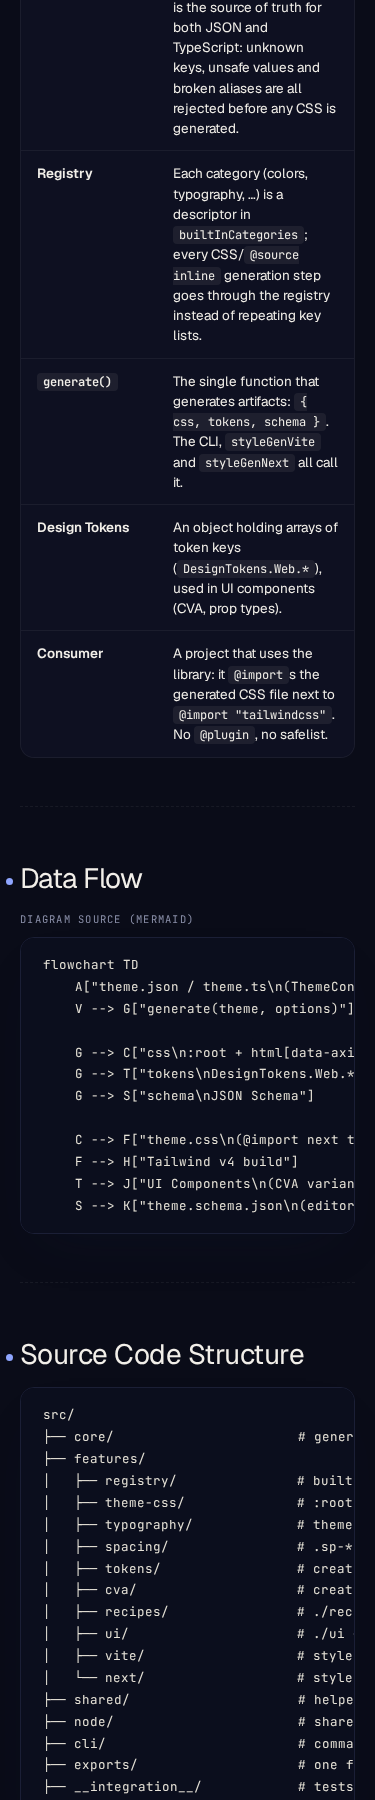 is the source of truth for
both JSON and
TypeScript: unknown
keys, unsafe values and
broken aliases are all
rejected before any CSS is
generated.
Registry
Each category (colors,
typography, …) is a
descriptor in
builtInCategories ;
every CSS/ @source
inline generation step
goes through the registry
instead of repeating key
lists.
generate()
The single function that
generates artifacts: {
css, tokens, schema } .
The CLI, styleGenVite
and styleGenNext all call
it.
Design Tokens
An object holding arrays of
token keys
( DesignTokens.Web.* ),
used in UI components
(CVA, prop types).
Consumer
A project that uses the
library: it @import s the
generated CSS file next to
@import "tailwindcss" .
No @plugin , no safelist.
Data Flow
DIAGRAM SOURCE (MERMAID)
flowchart TD
    A["theme.json / theme.ts\n(ThemeCon
    V --> G["generate(theme, options)"]
    G --> C["css\n:root + html[data-axi
    G --> T["tokens\nDesignTokens.Web.*
    G --> S["schema\nJSON Schema"]
    C --> F["theme.css\n(@import next t
    F --> H["Tailwind v4 build"]
    T --> J["UI Components\n(CVA varian
    S --> K["theme.schema.json\n(editor
Source Code Structure
src/
├── core/ # gener
├── features/
│   ├── registry/ # built
│   ├── theme-css/ # :root
│   ├── typography/ # theme
│   ├── spacing/ # .sp-*
│   ├── tokens/ # creat
│   ├── cva/ # creat
│   ├── recipes/ # ./rec
│   ├── ui/ # ./ui
│   ├── vite/ # style
│   └── next/ # style
├── shared/ # helpe
├── node/ # share
├── cli/ # comma
├── exports/ # one f
├── __integration__/ # tests